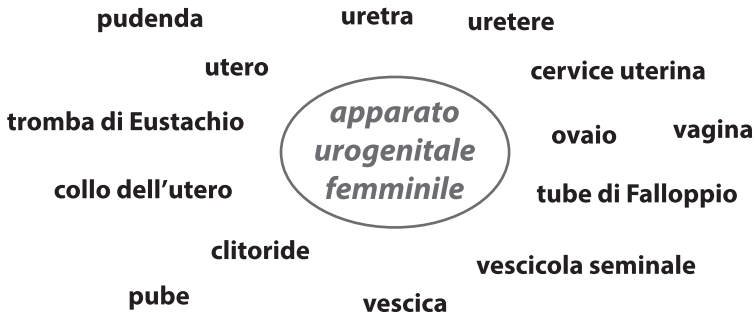 pudenda
uretra
uretere
utero
cervice uterina
tromba di Eustachio
apparato
urogenitale
femminile
ovaio
vagina
collo dell’utero
tube di Falloppio
clitoride
vescicola seminale
pube
vescica